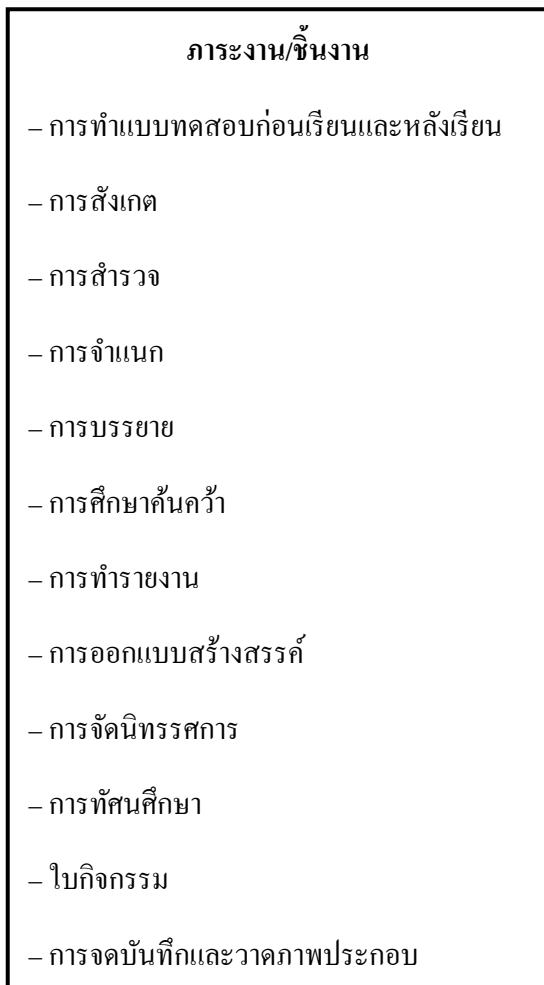 ภาระงาน/ชิ้นงาน
– การทำแบบทดสอบก่อนเรียนและหลังเรียน
– การสังเกต
– การสำรวจ
– การจำแนก
– การบรรยาย
– การศึกษาค้นคว้า
– การทำรายงาน
– การออกแบบสร้างสรรค์
– การจัดนิทรรศการ
– การทัศนศึกษา
– ใบกิจกรรม
– การจดบันทึกและวาดภาพประกอบ